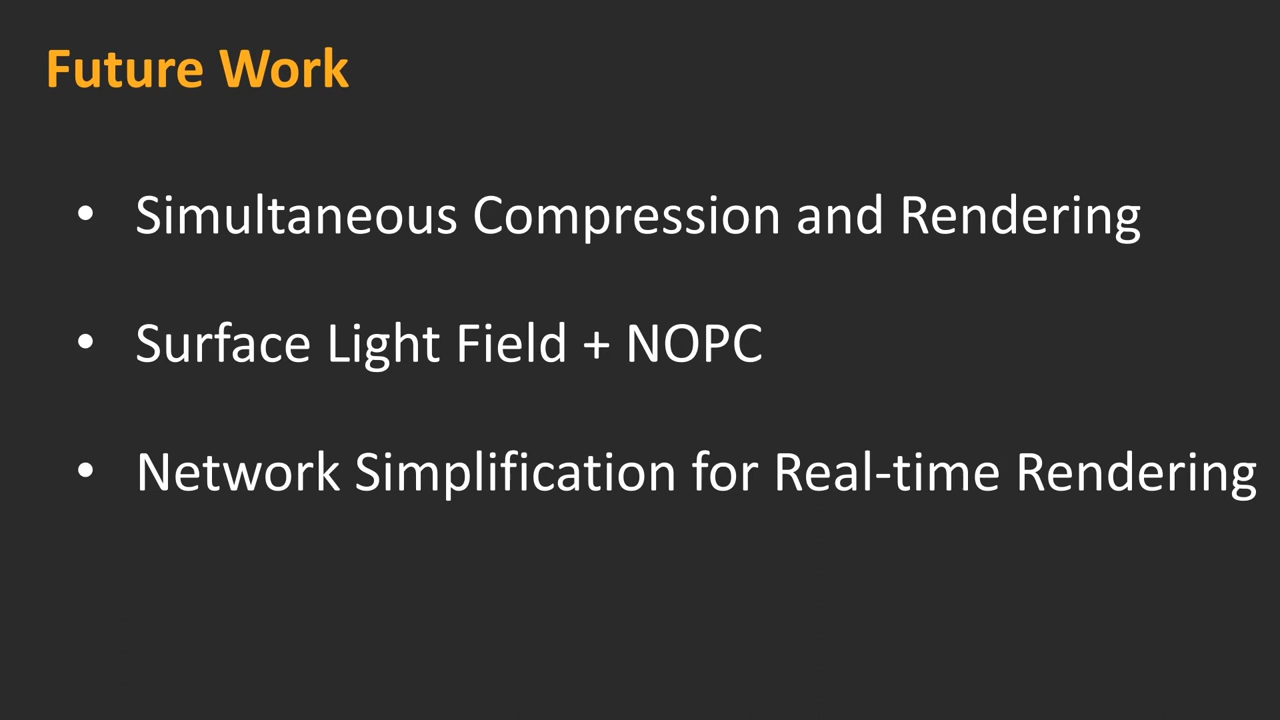 Future Work
• Simultaneous Compression and Rendering
• Surface Light Field + NOPC
• Network Simplification for Real-time Rendering